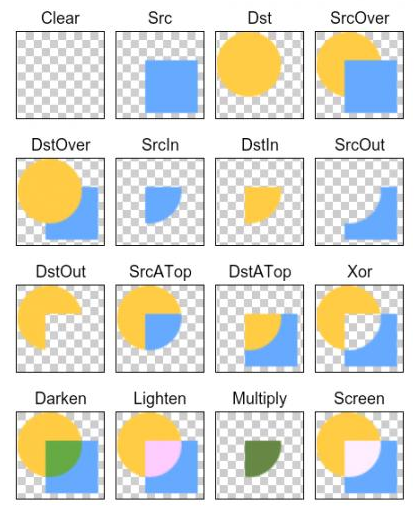 Clear Src Dst SrcOver
DstOver SrcIn DstIn SrcOut
DstOut SrcATop DstATop Xor
Darken Lighten Multiply Screen